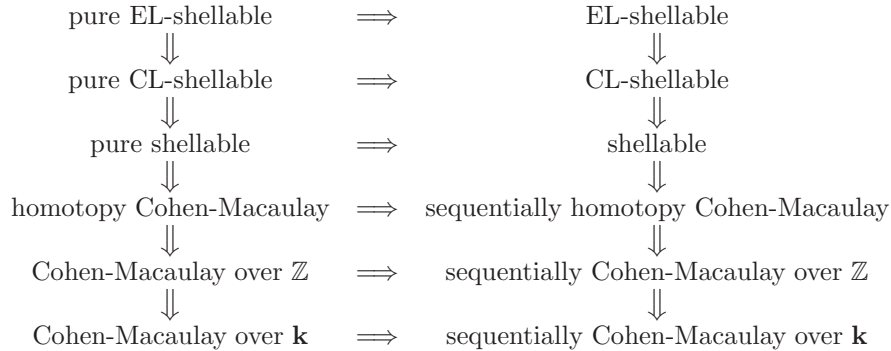 pure EL-shellable ⟹ EL-shellable
⇓ ⇓
pure CL-shellable ⟹ CL-shellable
⇓ ⇓
pure shellable ⟹ shellable
⇓ ⇓
homotopy Cohen-Macaulay ⟹ sequentially homotopy Cohen-Macaulay
⇓ ⇓
Cohen-Macaulay over ℤ ⟹ sequentially Cohen-Macaulay over ℤ
⇓ ⇓
Cohen-Macaulay over 𝐤 ⟹ sequentially Cohen-Macaulay over 𝐤